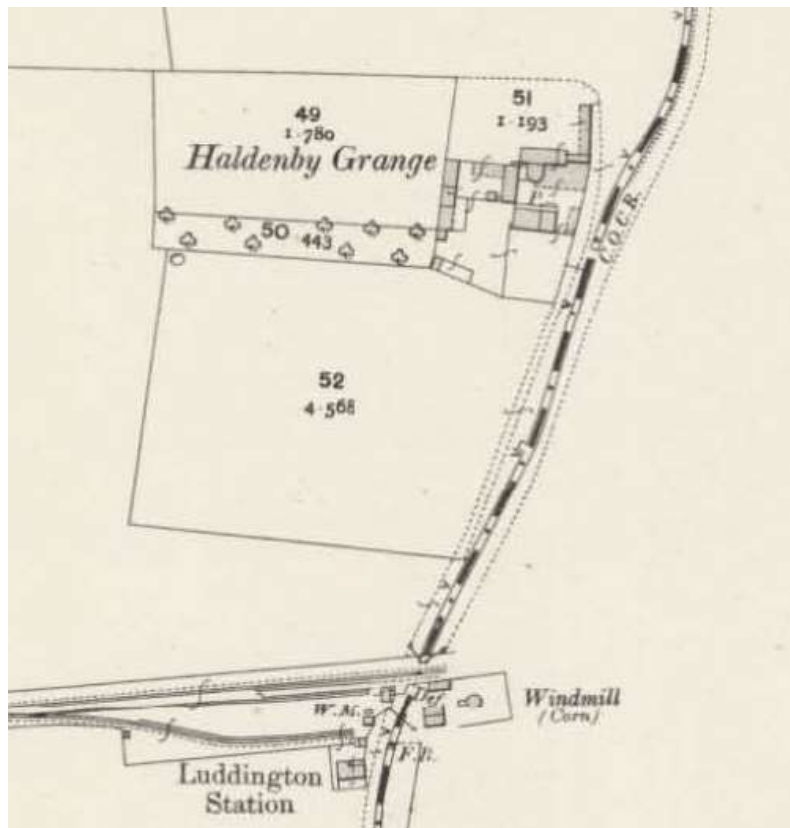 49
1·780
Haldenby Grange
51
1·193
50 ·443
C.O.C.R.
52
4·568
W.M.
Windmill
(Corn)
F.B.
Luddington
Station